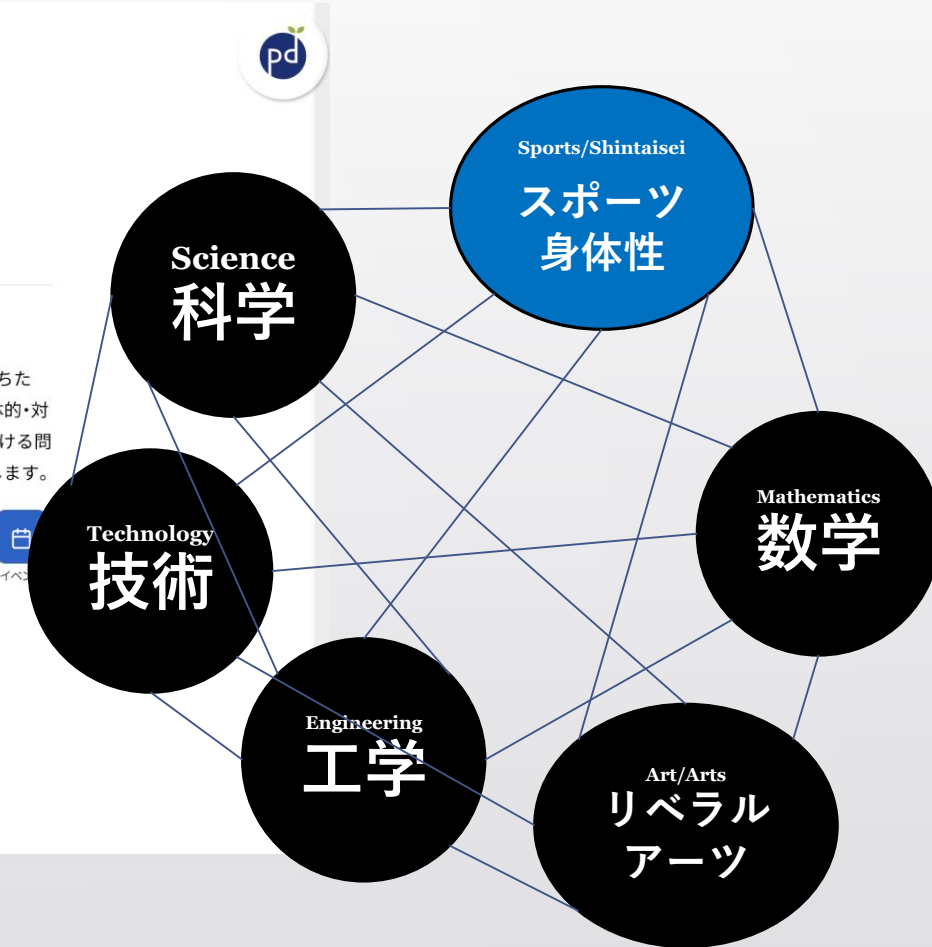 pd
Sports/Shintaisei
スポーツ
身体性
Science
科学
ちた
的・対
ける問
ます。
Technology
技術
Mathematics
数学
Engineering
工学
Art/Arts
リベラル
アーツ